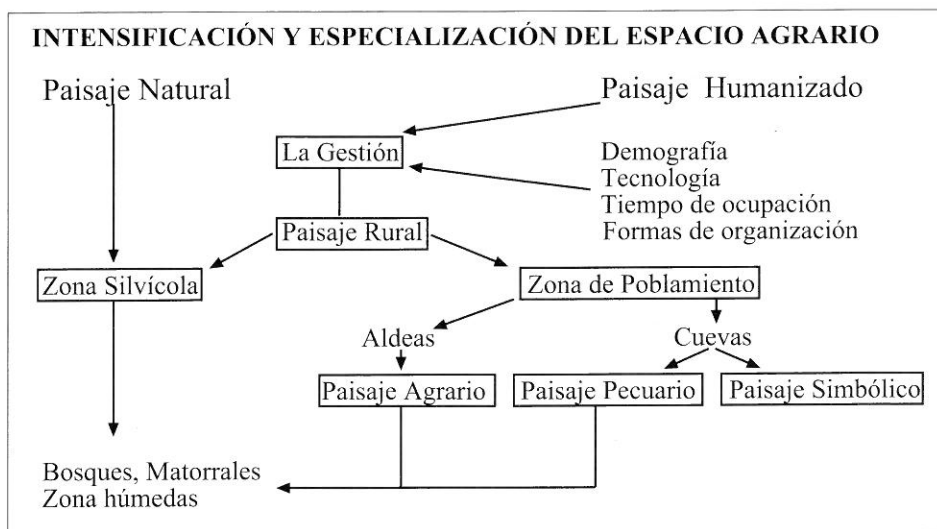 INTENSIFICACIÓN Y ESPECIALIZACIÓN DEL ESPACIO AGRARIO
Paisaje Natural
Paisaje Humanizado
La Gestión
Demografía
Tecnología
Tiempo de ocupación
Formas de organización
Paisaje Rural
Zona Silvícola
Zona de Poblamiento
Aldeas
Cuevas
Paisaje Agrario
Paisaje Pecuario
Paisaje Simbólico
Bosques, Matorrales
Zona húmedas